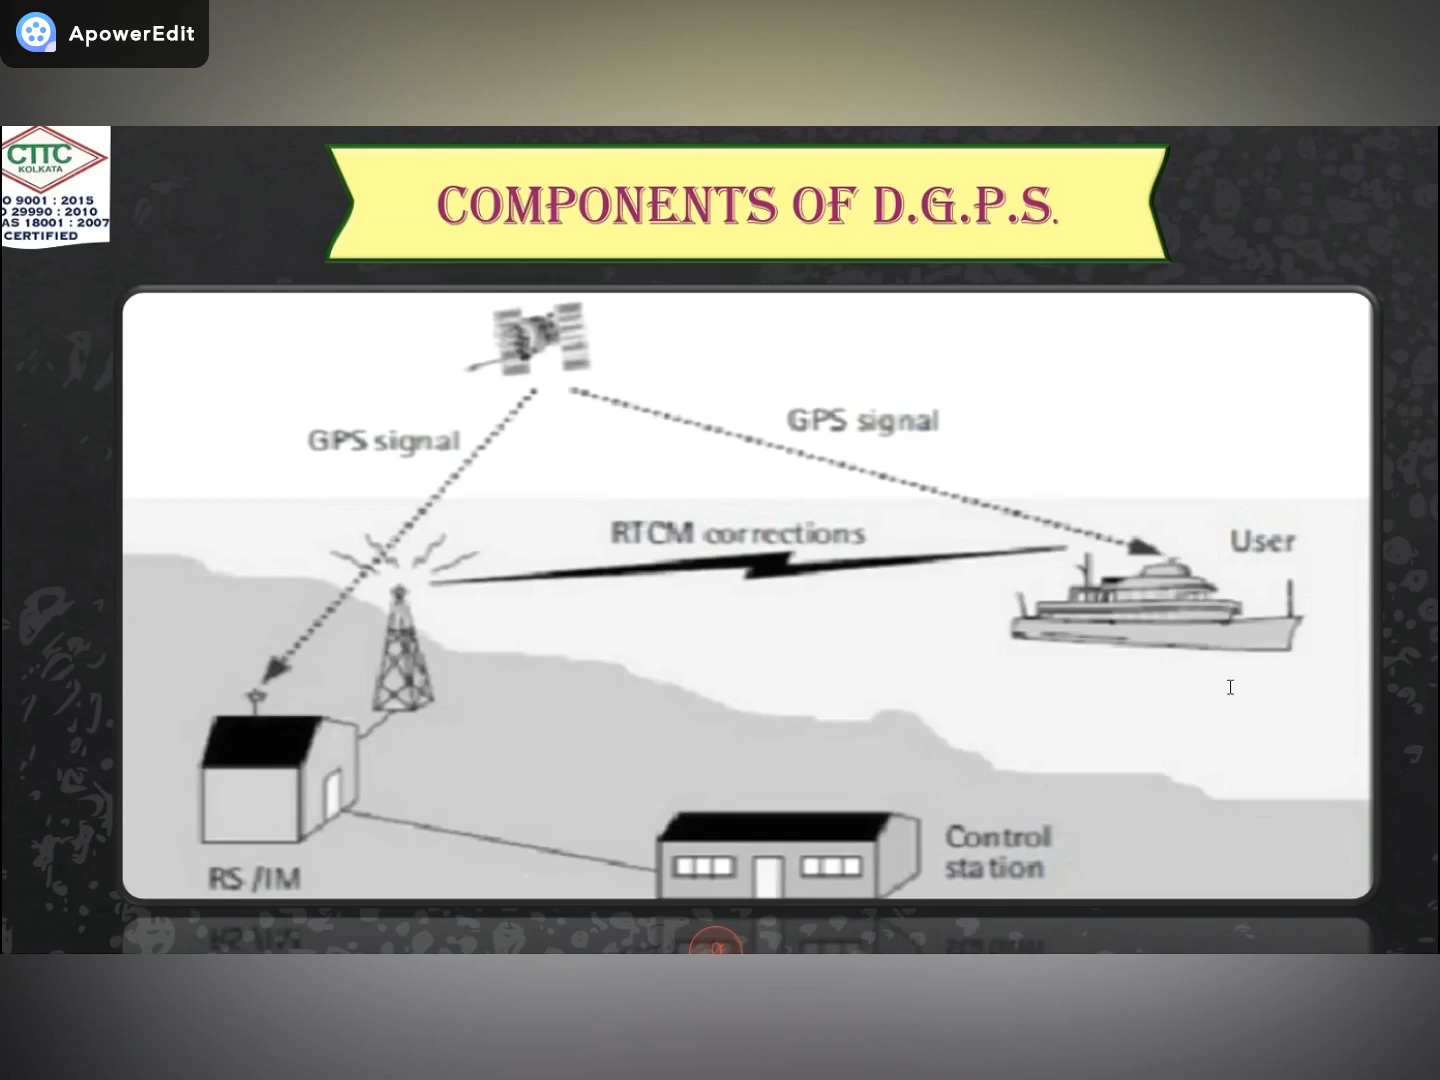 ApowerEdit
CTTC
KOLKATA
O 9001 : 2015
29990 : 2010
AS 18001 : 2007
CERTIFIED
COMPONENTS OF D.G.P.S.
GPS signal
GPS signal
RTCM corrections
User
Control
station
RS /IM